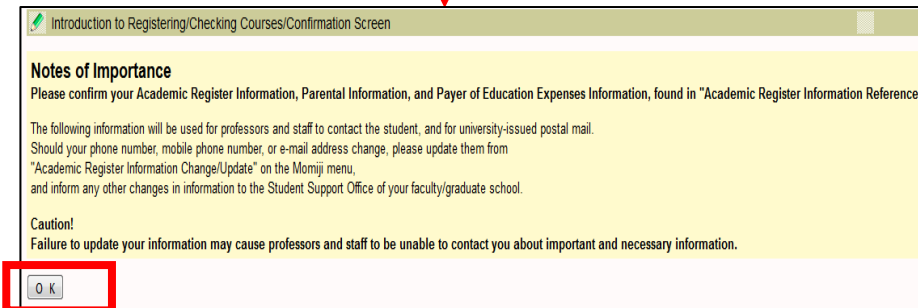 Introduction to Registering/Checking Courses/Confirmation Screen
Notes of Importance
Please confirm your Academic Register Information, Parental Information, and Payer of Education Expenses Information, found in "Academic Register Information Reference
The following information will be used for professors and staff to contact the student, and for university-issued postal mail.
Should your phone number, mobile phone number, or e-mail address change, please update them from
"Academic Register Information Change/Update" on the Momiji menu,
and inform any other changes in information to the Student Support Office of your faculty/graduate school.
Caution!
Failure to update your information may cause professors and staff to be unable to contact you about important and necessary information.
O K